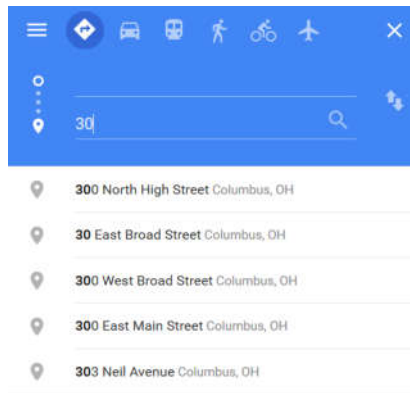 30
300 North High Street Columbus, OH
30 East Broad Street Columbus, OH
300 West Broad Street Columbus, OH
300 East Main Street Columbus, OH
303 Neil Avenue Columbus, OH